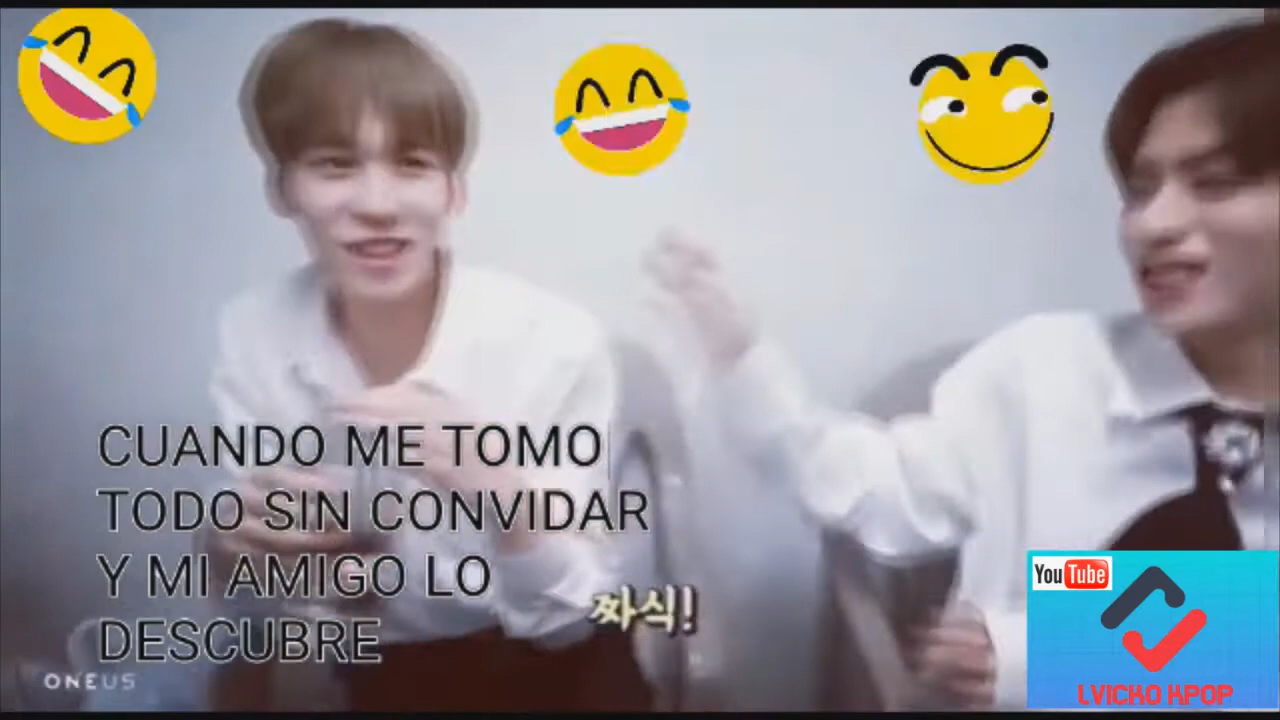 CUANDO ME TOMO
TODO SIN CONVIDAR
Y MI AMIGO LO
DESCUBRE
짜식!
ONEUS
YouTube
LVICKO KPOP